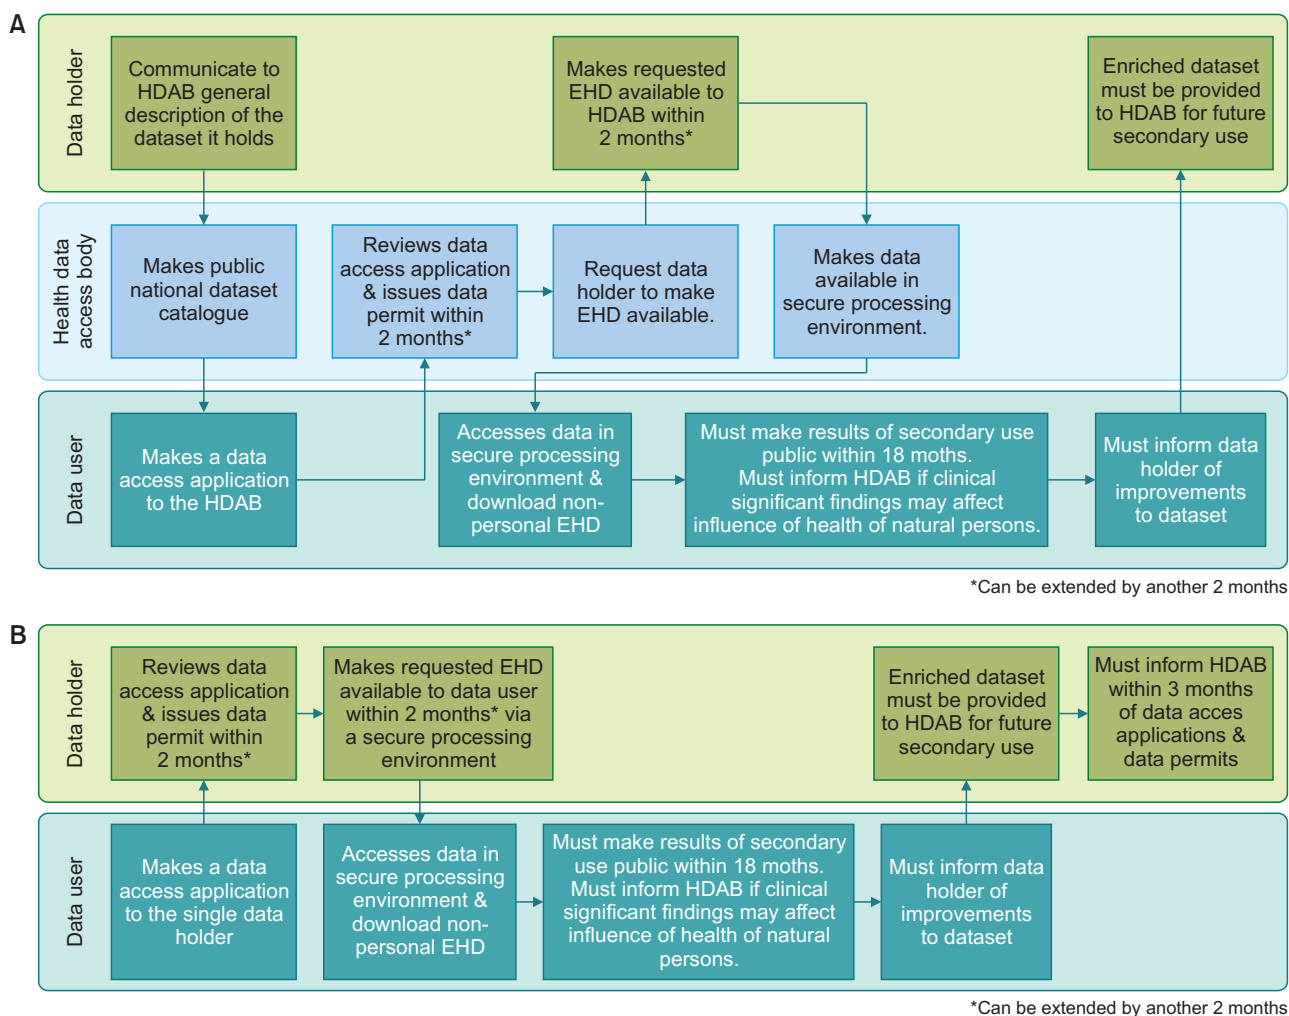 A
Data holder
Communicate to
HDAB general
description of the
dataset it holds
Makes requested
EHD available to
HDAB within
2 months*
Enriched dataset
must be provided
to HDAB for future
secondary use
Health data
access body
Makes public
national dataset
catalogue
Reviews data
access application
& issues data
permit within
2 months*
Request data
holder to make
EHD available.
Makes data
available in
secure processing
environment.
Data user
Makes a data
access application
to the HDAB
Accesses data in
secure processing
environment &
download non-
personal EHD
Must make results of secondary use
public within 18 moths.
Must inform HDAB if clinical
significant findings may affect
influence of health of natural persons.
Must inform data
holder of
improvements
to dataset
*Can be extended by another 2 months
B
Data holder
Reviews data
access application
& issues data
permit within
2 months*
Makes requested EHD
available to data user
within 2 months* via
a secure processing
environment
Enriched dataset
must be provided
to HDAB for future
secondary use
Must inform HDAB
within 3 months
of data acces
applications &
data permits
Data user
Makes a data
access application
to the single data
holder
Accesses data in
secure processing
environment &
download non-
personal EHD
Must make results of secondary
use public within 18 moths.
Must inform HDAB if clinical
significant findings may affect
influence of health of natural
persons.
Must inform data
holder of
improvements
to dataset
*Can be extended by another 2 months